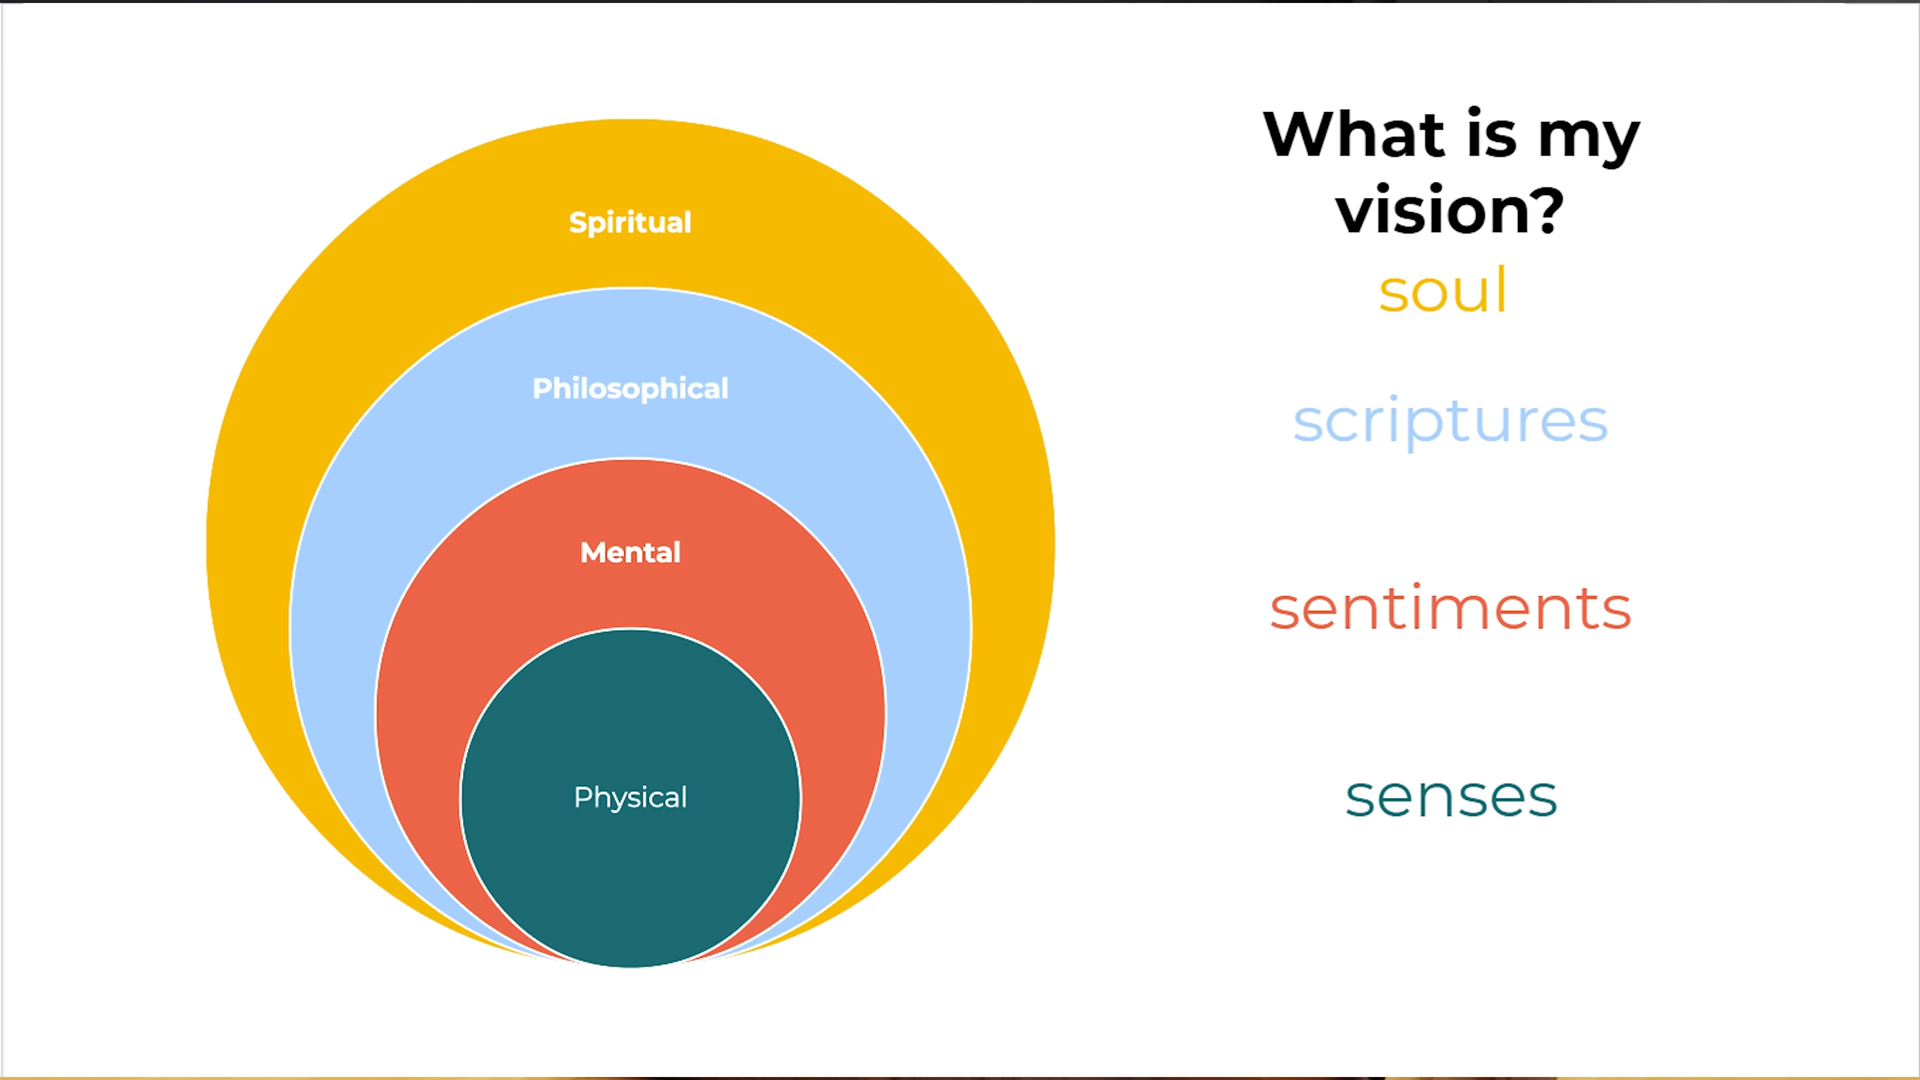 Spiritual
Philosophical
Mental
Physical
What is my
vision?
soul
scriptures
sentiments
senses